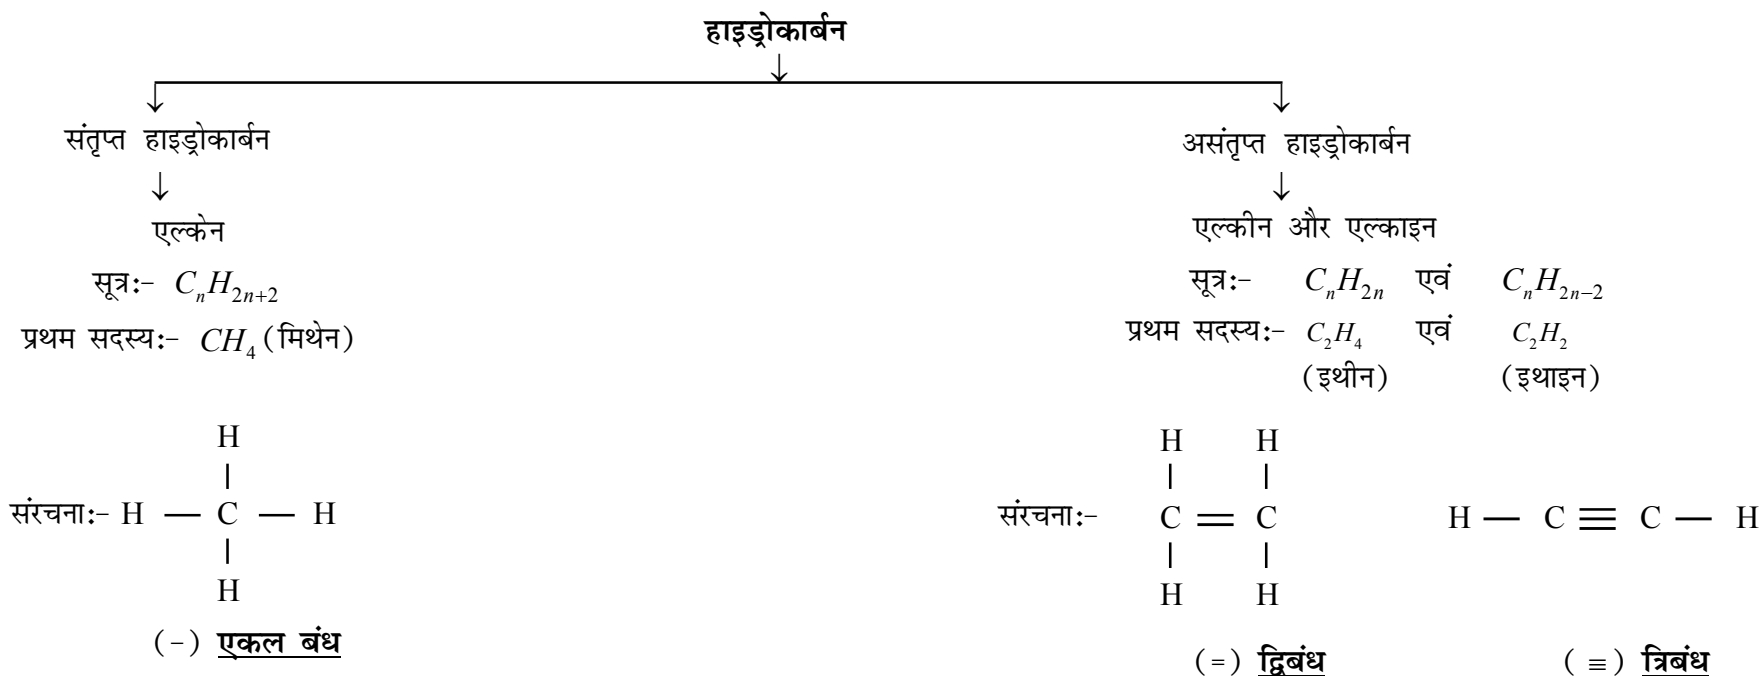 हाइड्रोकार्बन
संतृप्त हाइड्रोकार्बन
एल्केन
सूत्र:- CₙH₂ₙ₊₂
प्रथम सदस्य:- CH₄ (मिथेन)
संरचना:- H — C — H
H
|
|
H
(-) एकल बंध
असंतृप्त हाइड्रोकार्बन
एल्कीन और एल्काइन
सूत्र:- CₙH₂ₙ एवं CₙH₂ₙ₋₂
प्रथम सदस्य:- C₂H₄ एवं C₂H₂
(इथीन) (इथाइन)
H H
| |
संरचना:- C = C H — C ≡ C — H
| |
H H
(=) द्विबंध (≡) त्रिबंध